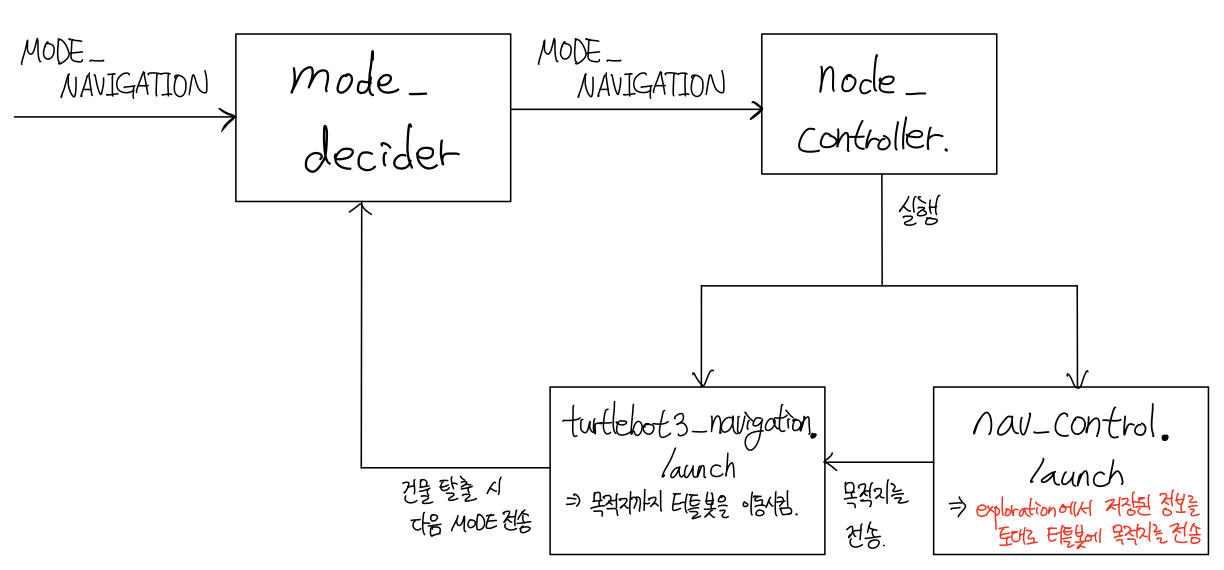 MODE_
NAVIGATION
mode_
decider
MODE_
NAVIGATION
node_
controller.
실행
turtlebot3_navigation.
launch
⇒ 목적지까지 터틀봇을 이동시킴.
nav_control.
launch
⇒ exploration에서 저장된 정보를
토대로 터틀봇에 목적지를 전송
목적지를
전송.
건물 탈출 시
다음 MODE 전송